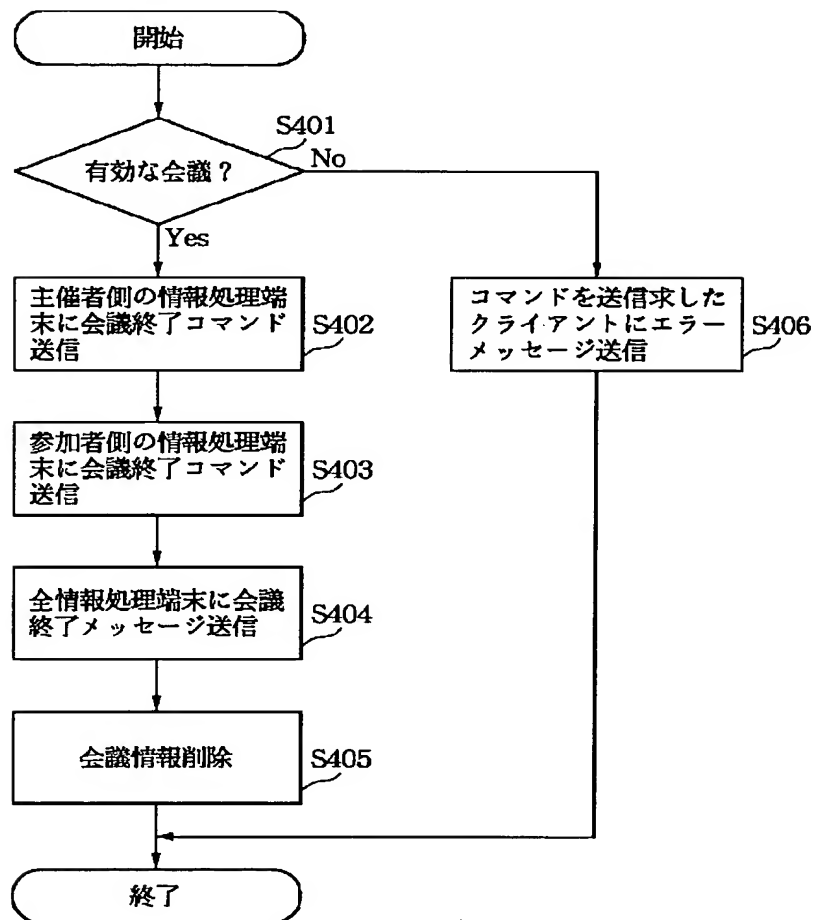 開始
S401
有効な会議？
No
Yes
主催者側の情報処理端
末に会議終了コマンド
送信
S402
コマンドを送信求した
クライアントにエラー
メッセージ送信
S406
参加者側の情報処理端
末に会議終了コマンド
送信
S403
全情報処理端末に会議
終了メッセージ送信
S404
会議情報削除
S405
終了